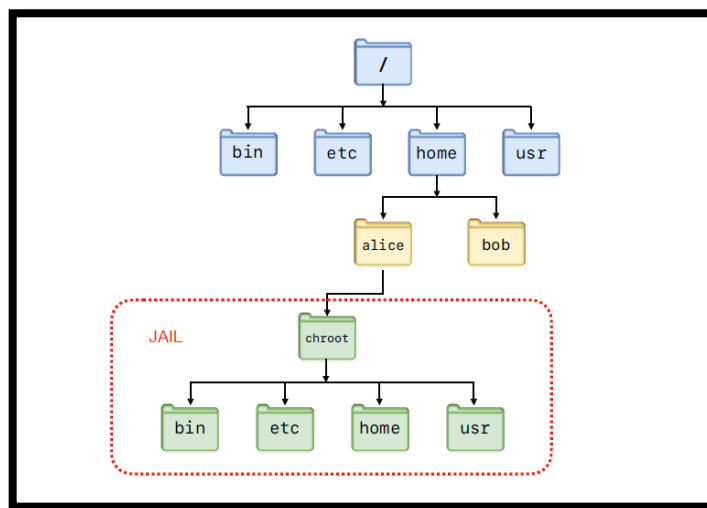 /
bin
etc
home
usr
alice
bob
JAIL
chroot
bin
etc
home
usr